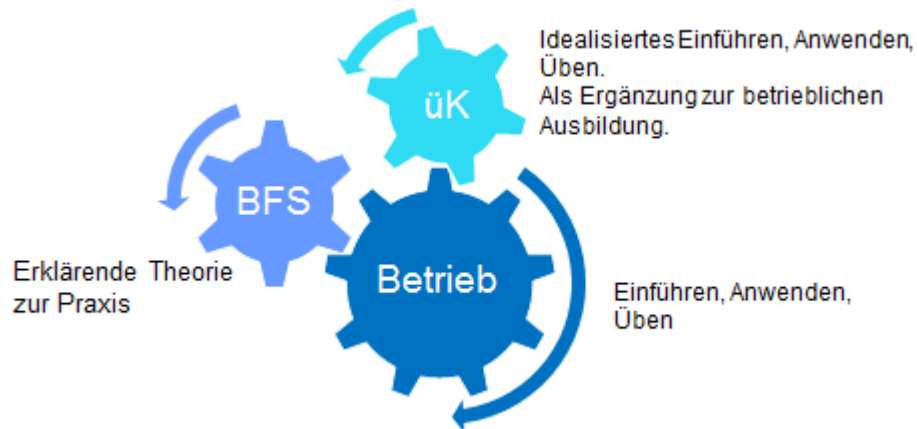 Idealisiertes Einführen, Anwenden,
Üben.
Als Ergänzung zur betrieblichen
Ausbildung.
üK
BFS
Betrieb
Erklärende Theorie
zur Praxis
Einführen, Anwenden,
Üben